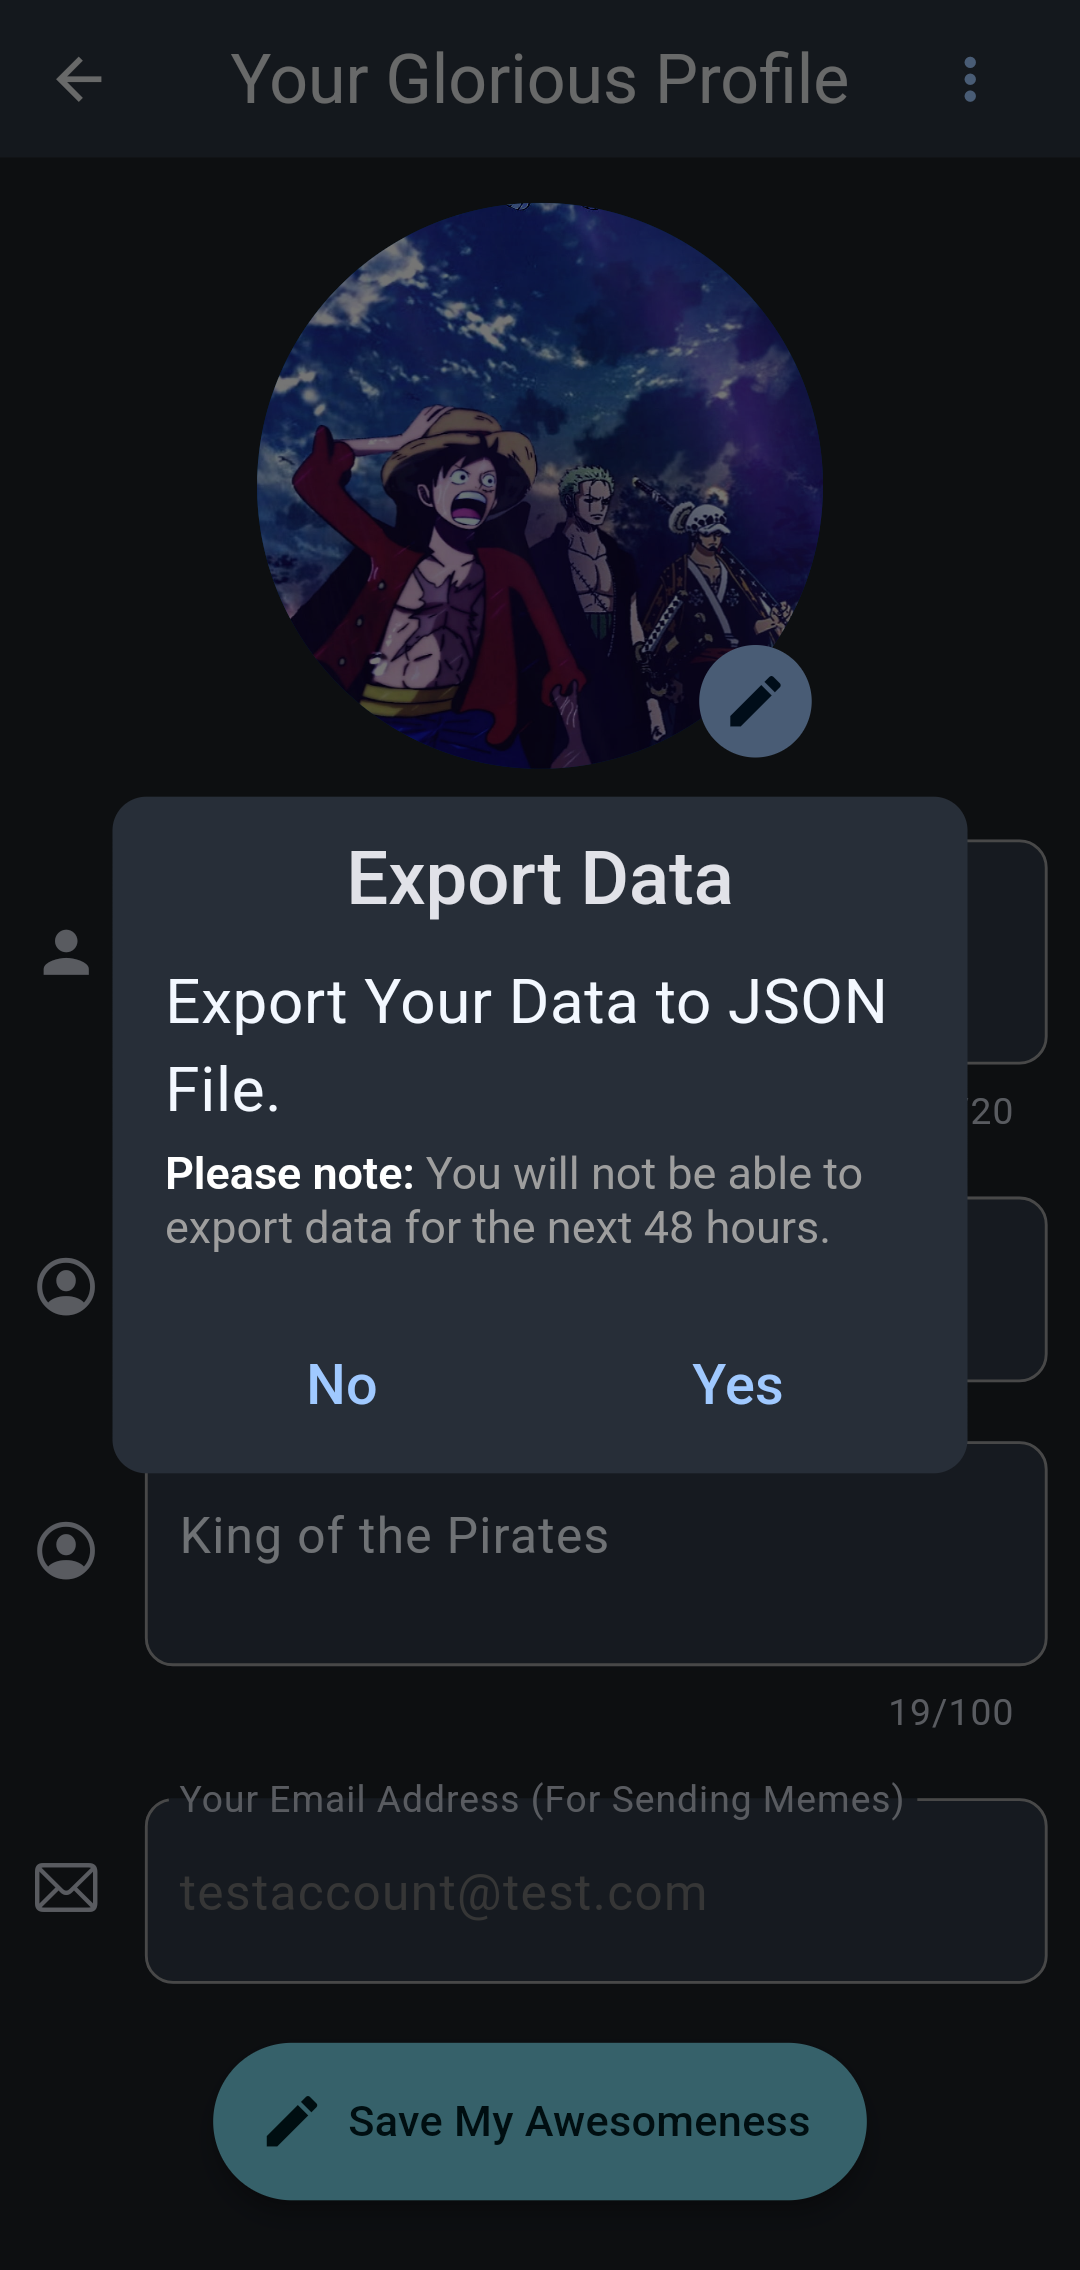 Your Glorious Profile
Export Data
Export Your Data to JSON
File.
/20
Please note: You will not be able to
export data for the next 48 hours.
No
Yes
King of the Pirates
19/100
Your Email Address (For Sending Memes)
testaccount@test.com
Save My Awesomeness